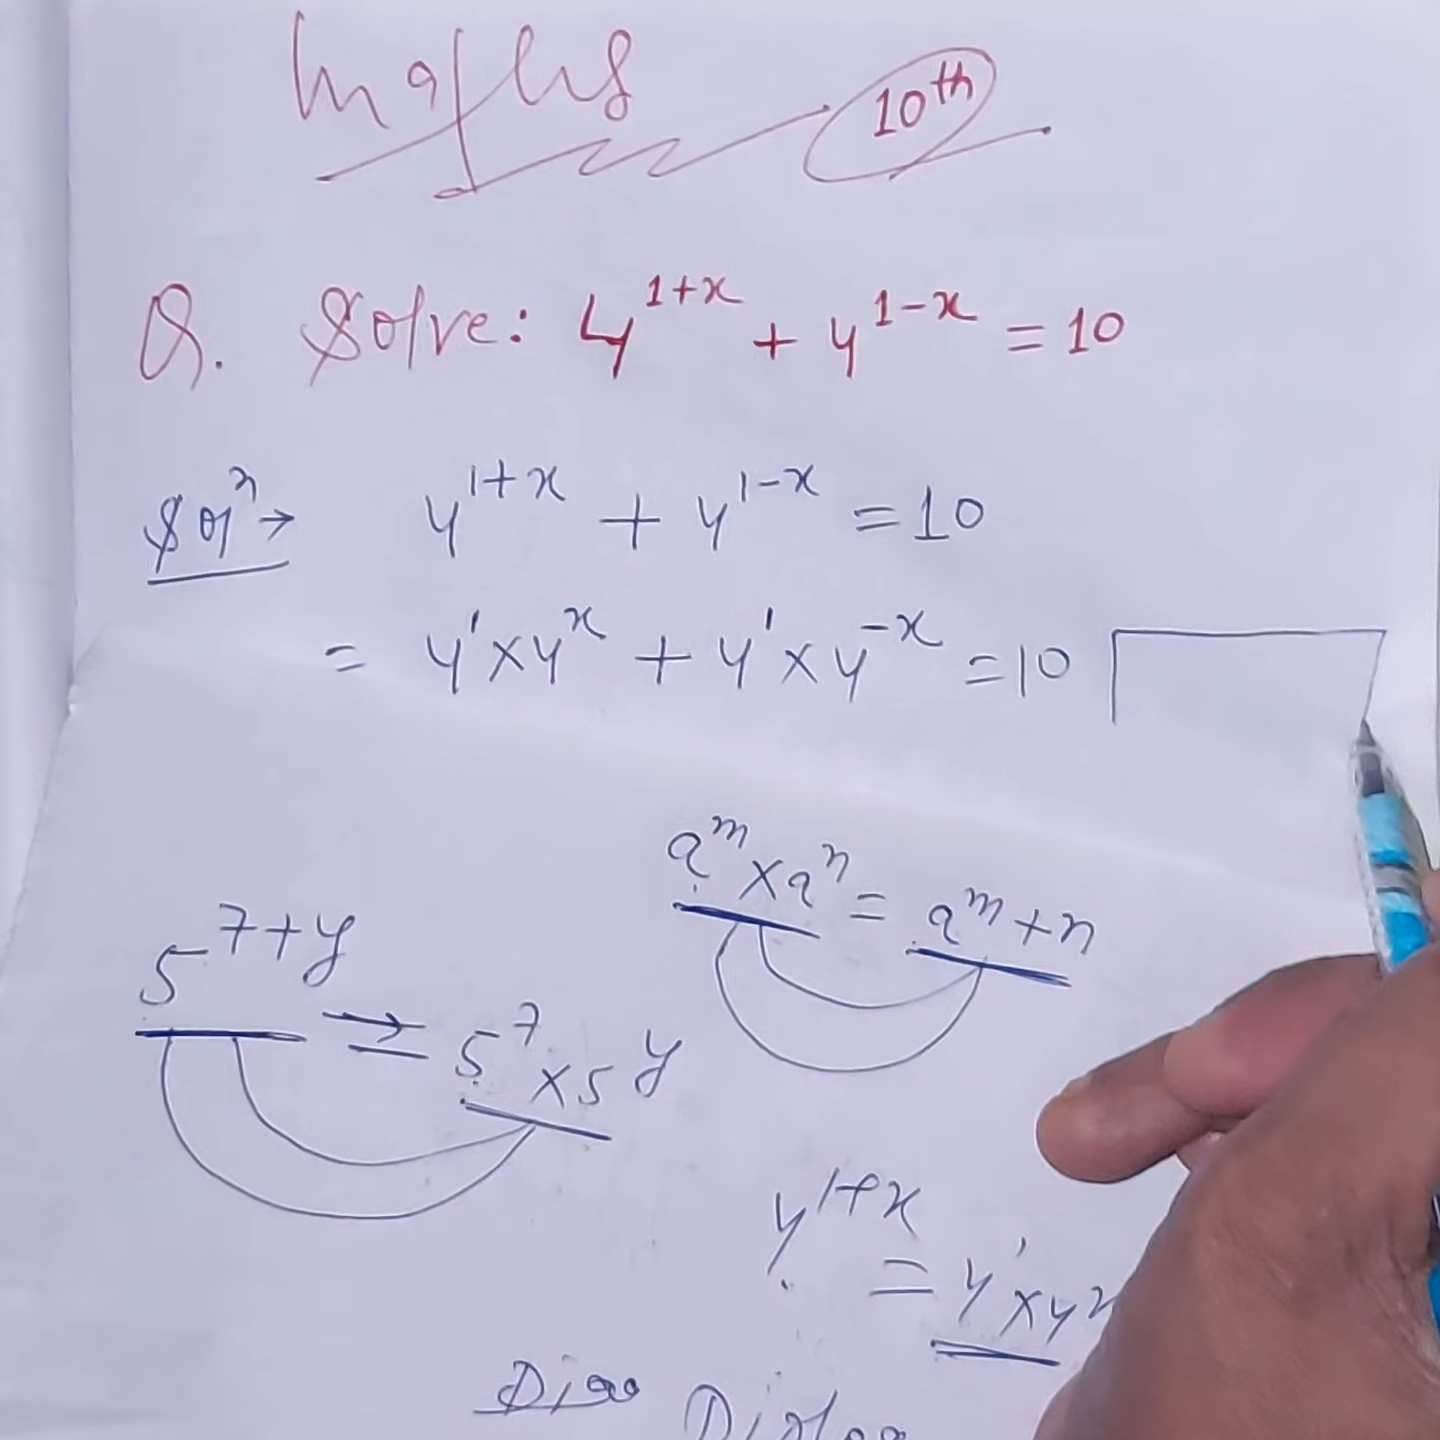 Maths 10th
Q. Solve: 4^{1+x} + 4^{1-x} = 10
Solⁿ → 4^{1+x} + 4^{1-x} = 10
= 4¹×4^x + 4¹×4^{-x} = 10
a^m × a^n = a^{m+n}
5^{7+y} ⇒ 5^7 × 5^y
4^{1+x} = 4¹×4^x